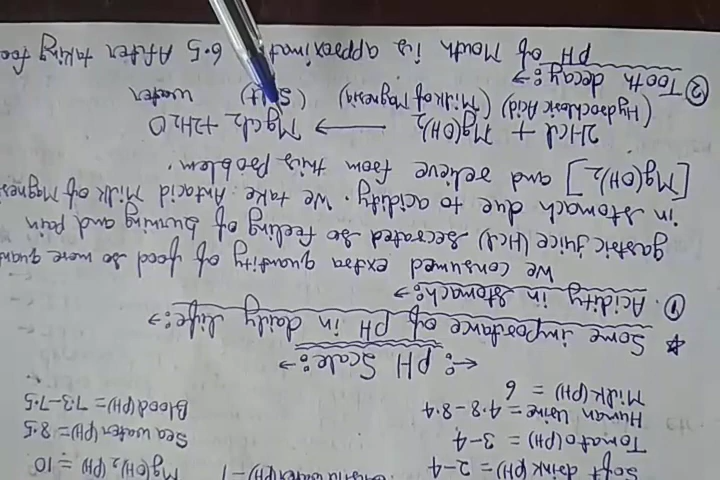 Soft drink (PH) = 2-4
Mg(OH)2 (PH) = 10
Tomato (PH) = 3-4
Sea water (PH) = 8.5
Human Urine = 4.8-8.4
Blood (PH) = 7.3-7.5
Milk (PH) = 6
←: pH Scale:→
* Some importance of pH in daily life:→
① Acidity in stomach:→
We consumed extra quantity of food so more quan
gastric juice (HCl) secrated so feeling of burning and pain
in stomach due to acidity. We take Antacid Milk of Magnesi
[Mg(OH)2] and relieve from this problem.
2HCl + Mg(OH)2 → MgCl2 + 2H2O
(Hydrochloric Acid) (Milk of Magnesia) (Salt) water
② Tooth decay:→
PH of Mouth is approximat 6.5 After taking foo